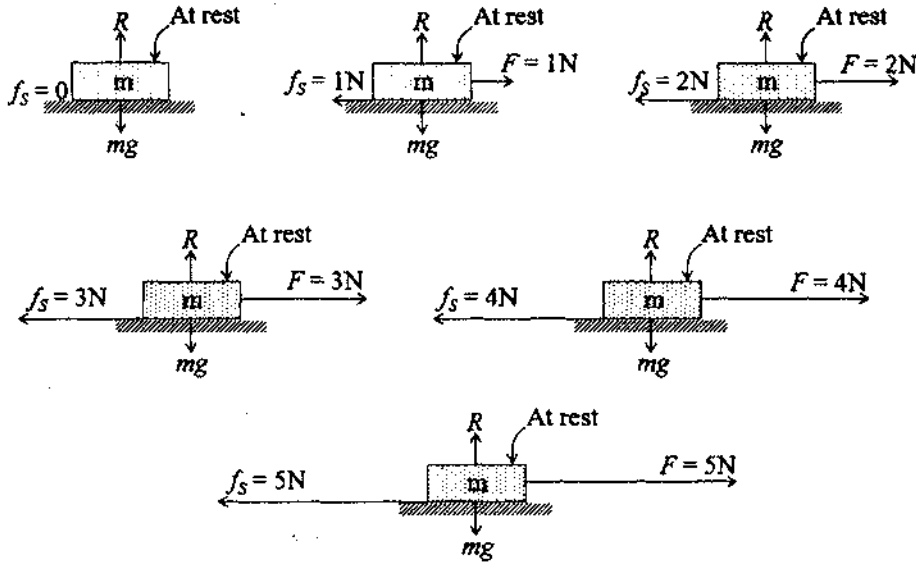 R At rest
f_S = 0 m
mg
R At rest
f_S = 1N m F = 1N
mg
R At rest
f_S = 2N m F = 2N
mg
R At rest
f_S = 3N m F = 3N
mg
R At rest
f_S = 4N m F = 4N
mg
R At rest
f_S = 5N m F = 5N
mg